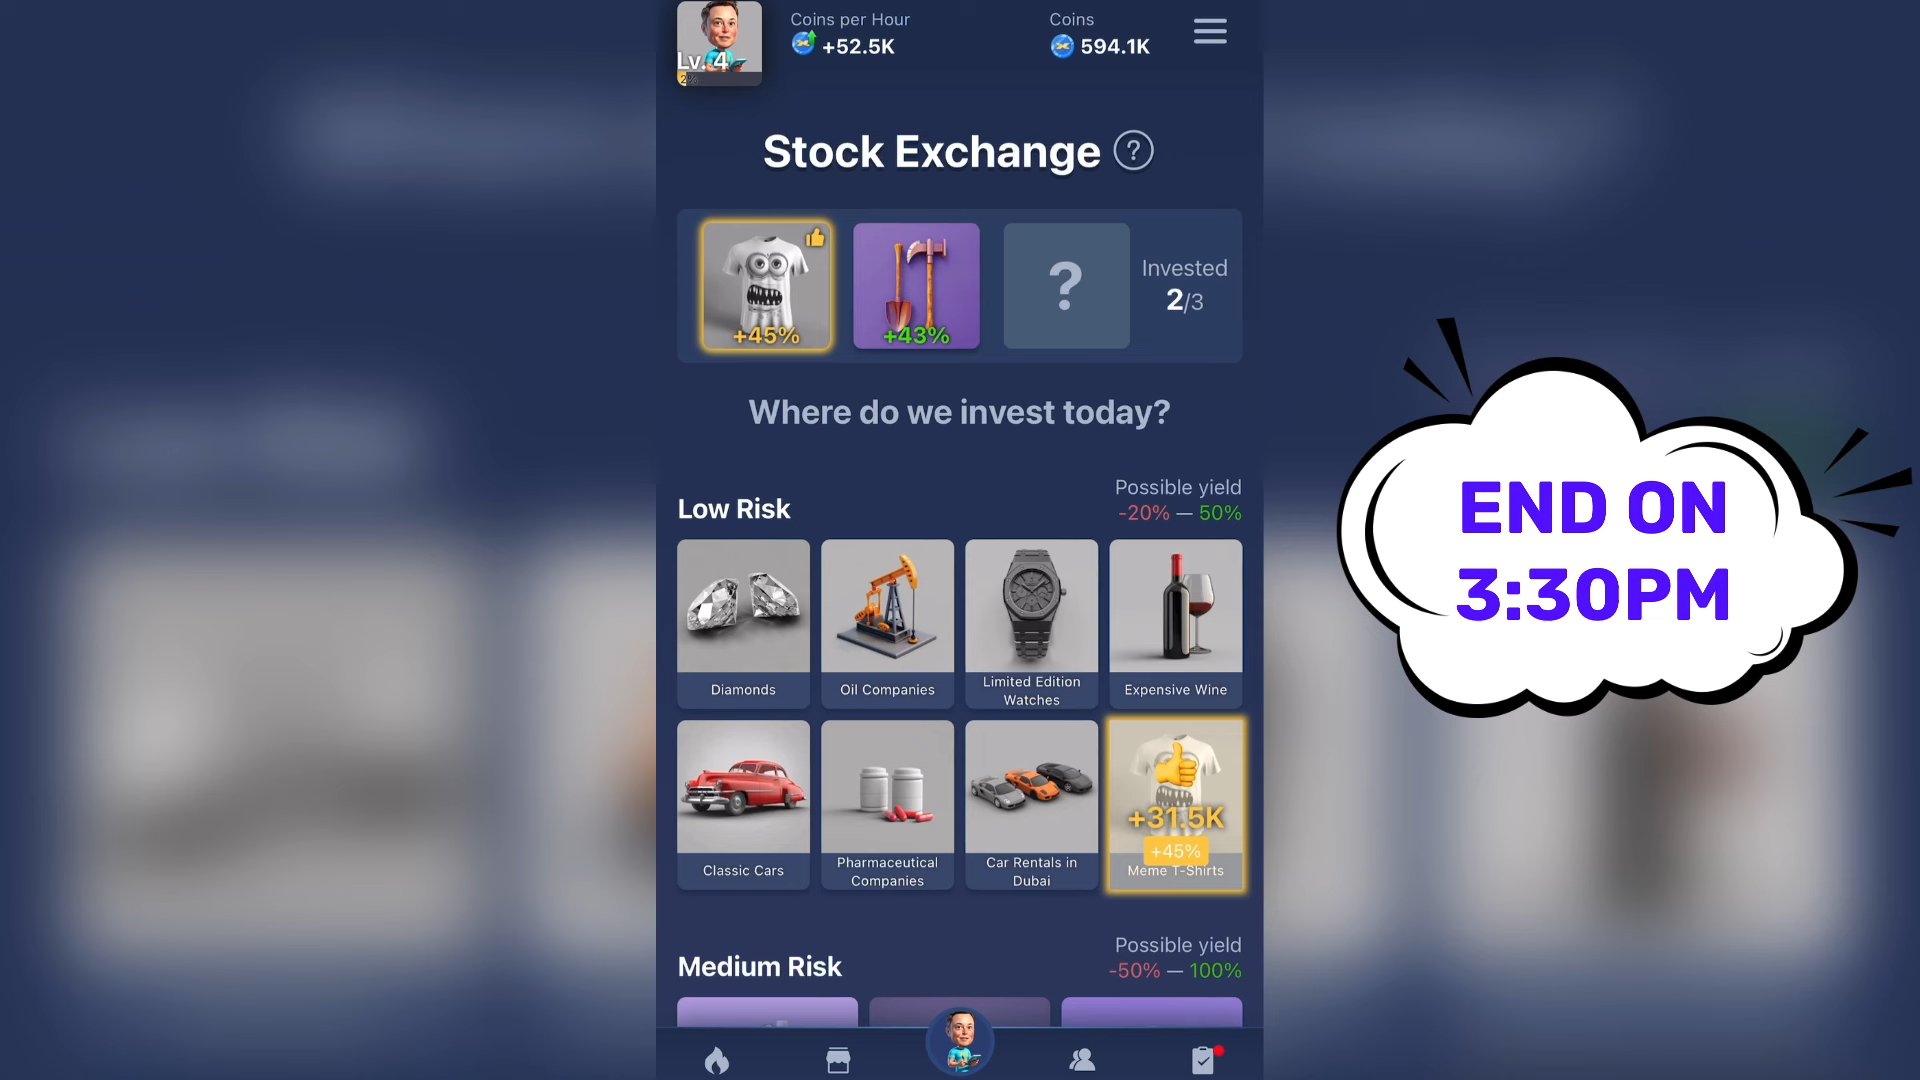 Coins per Hour
+52.5K
Coins
594.1K
Lv. 4
2%
Stock Exchange ?
+45%
+43%
?
Invested
2/3
Where do we invest today?
Low Risk
Possible yield
-20% — 50%
Diamonds
Oil Companies
Limited Edition
Watches
Expensive Wine
Classic Cars
Pharmaceutical
Companies
Car Rentals in
Dubai
+31.5K
+45%
Meme T-Shirts
Medium Risk
Possible yield
-50% — 100%
END ON
3:30PM